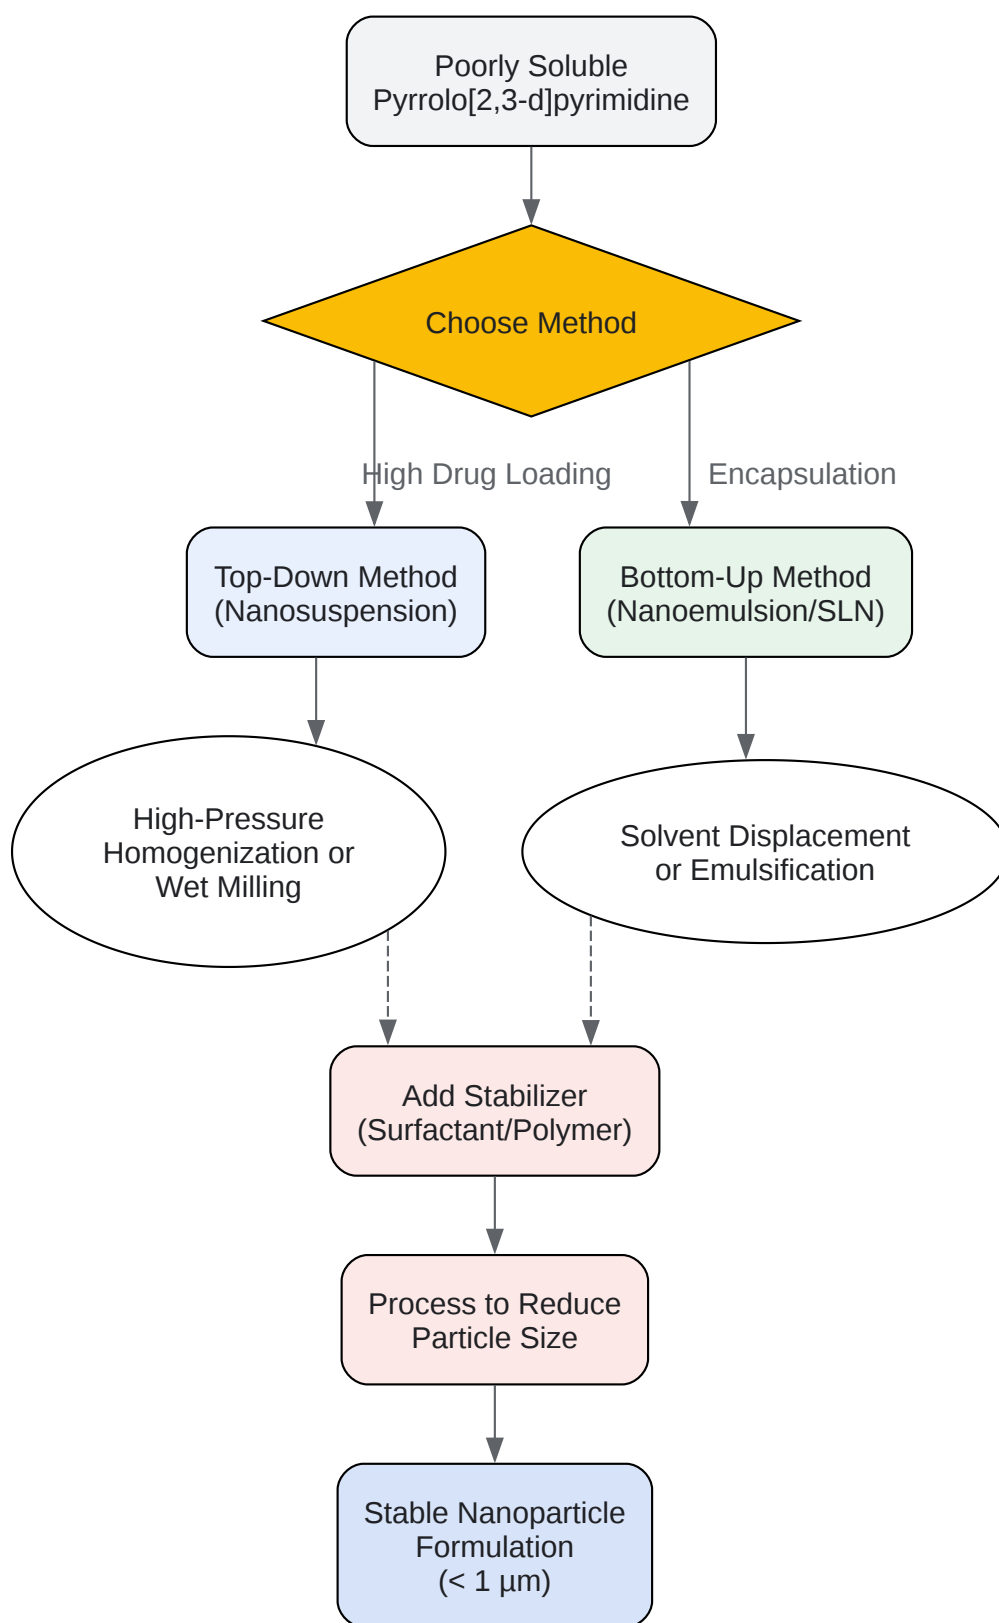 Poorly Soluble
Pyrrolo[2,3-d]pyrimidine
Choose Method
High Drug Loading
Encapsulation
Top-Down Method
(Nanosuspension)
Bottom-Up Method
(Nanoemulsion/SLN)
High-Pressure
Homogenization or
Wet Milling
Solvent Displacement
or Emulsification
Add Stabilizer
(Surfactant/Polymer)
Process to Reduce
Particle Size
Stable Nanoparticle
Formulation
(< 1 µm)